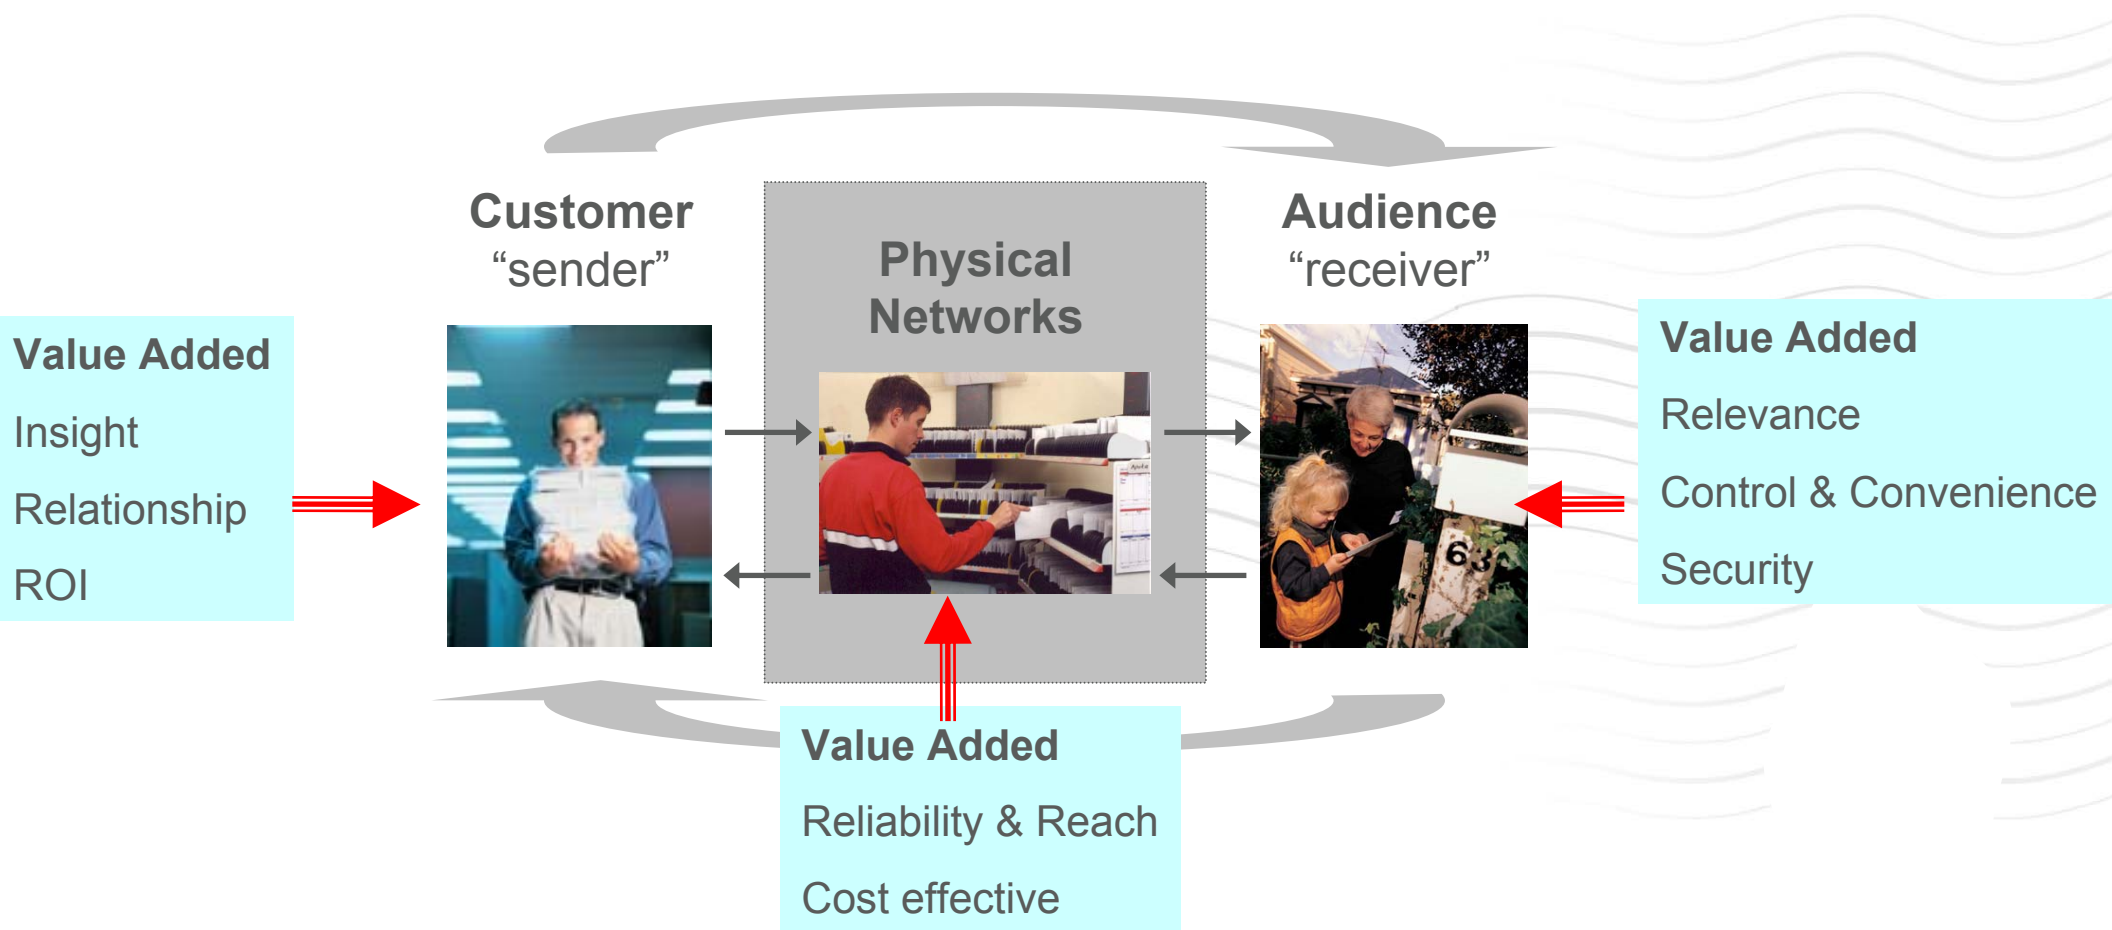 Customer
“sender”
Physical
Networks
Audience
“receiver”
Value Added
Insight
Relationship
ROI
Value Added
Relevance
Control & Convenience
Security
63
Value Added
Reliability & Reach
Cost effective